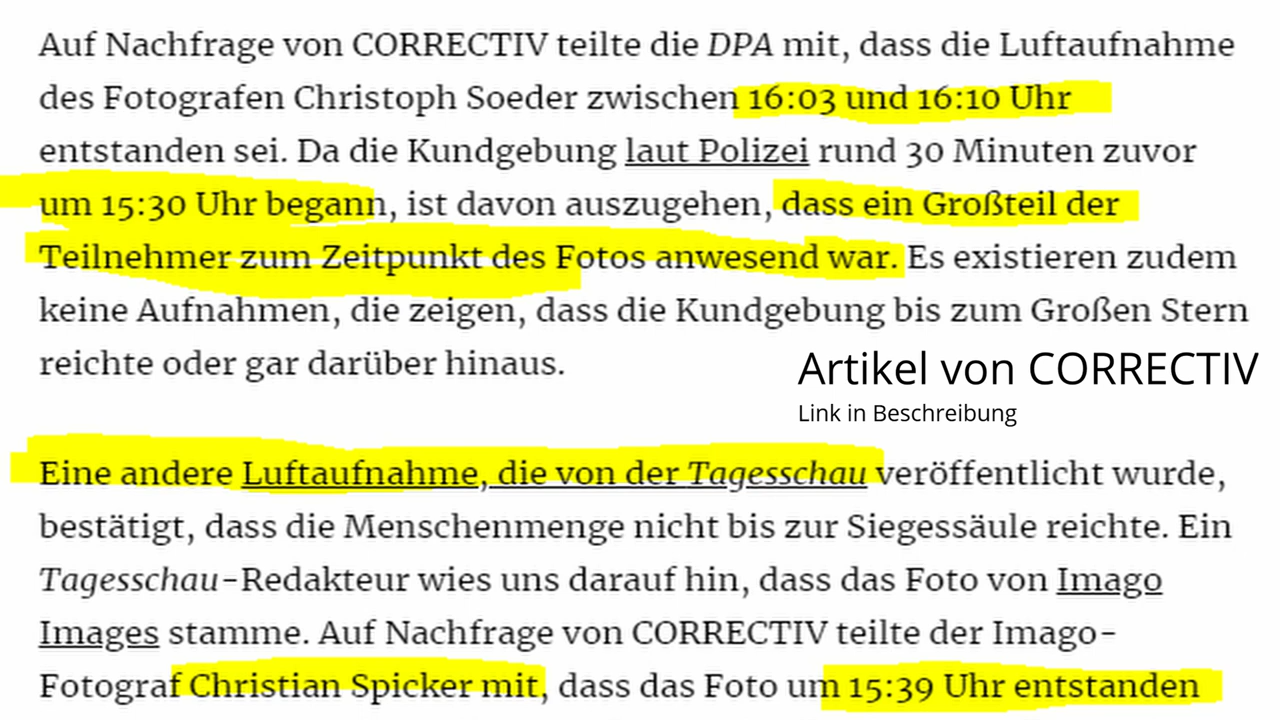 Auf Nachfrage von CORRECTIV teilte die DPA mit, dass die Luftaufnahme
des Fotografen Christoph Soeder zwischen 16:03 und 16:10 Uhr
entstanden sei. Da die Kundgebung laut Polizei rund 30 Minuten zuvor
um 15:30 Uhr begann, ist davon auszugehen, dass ein Großteil der
Teilnehmer zum Zeitpunkt des Fotos anwesend war. Es existieren zudem
keine Aufnahmen, die zeigen, dass die Kundgebung bis zum Großen Stern
reichte oder gar darüber hinaus.
Artikel von CORRECTIV
Link in Beschreibung
Eine andere Luftaufnahme, die von der Tagesschau veröffentlicht wurde,
bestätigt, dass die Menschenmenge nicht bis zur Siegessäule reichte. Ein
Tagesschau-Redakteur wies uns darauf hin, dass das Foto von Imago
Images stamme. Auf Nachfrage von CORRECTIV teilte der Imago-
Fotograf Christian Spicker mit, dass das Foto um 15:39 Uhr entstanden